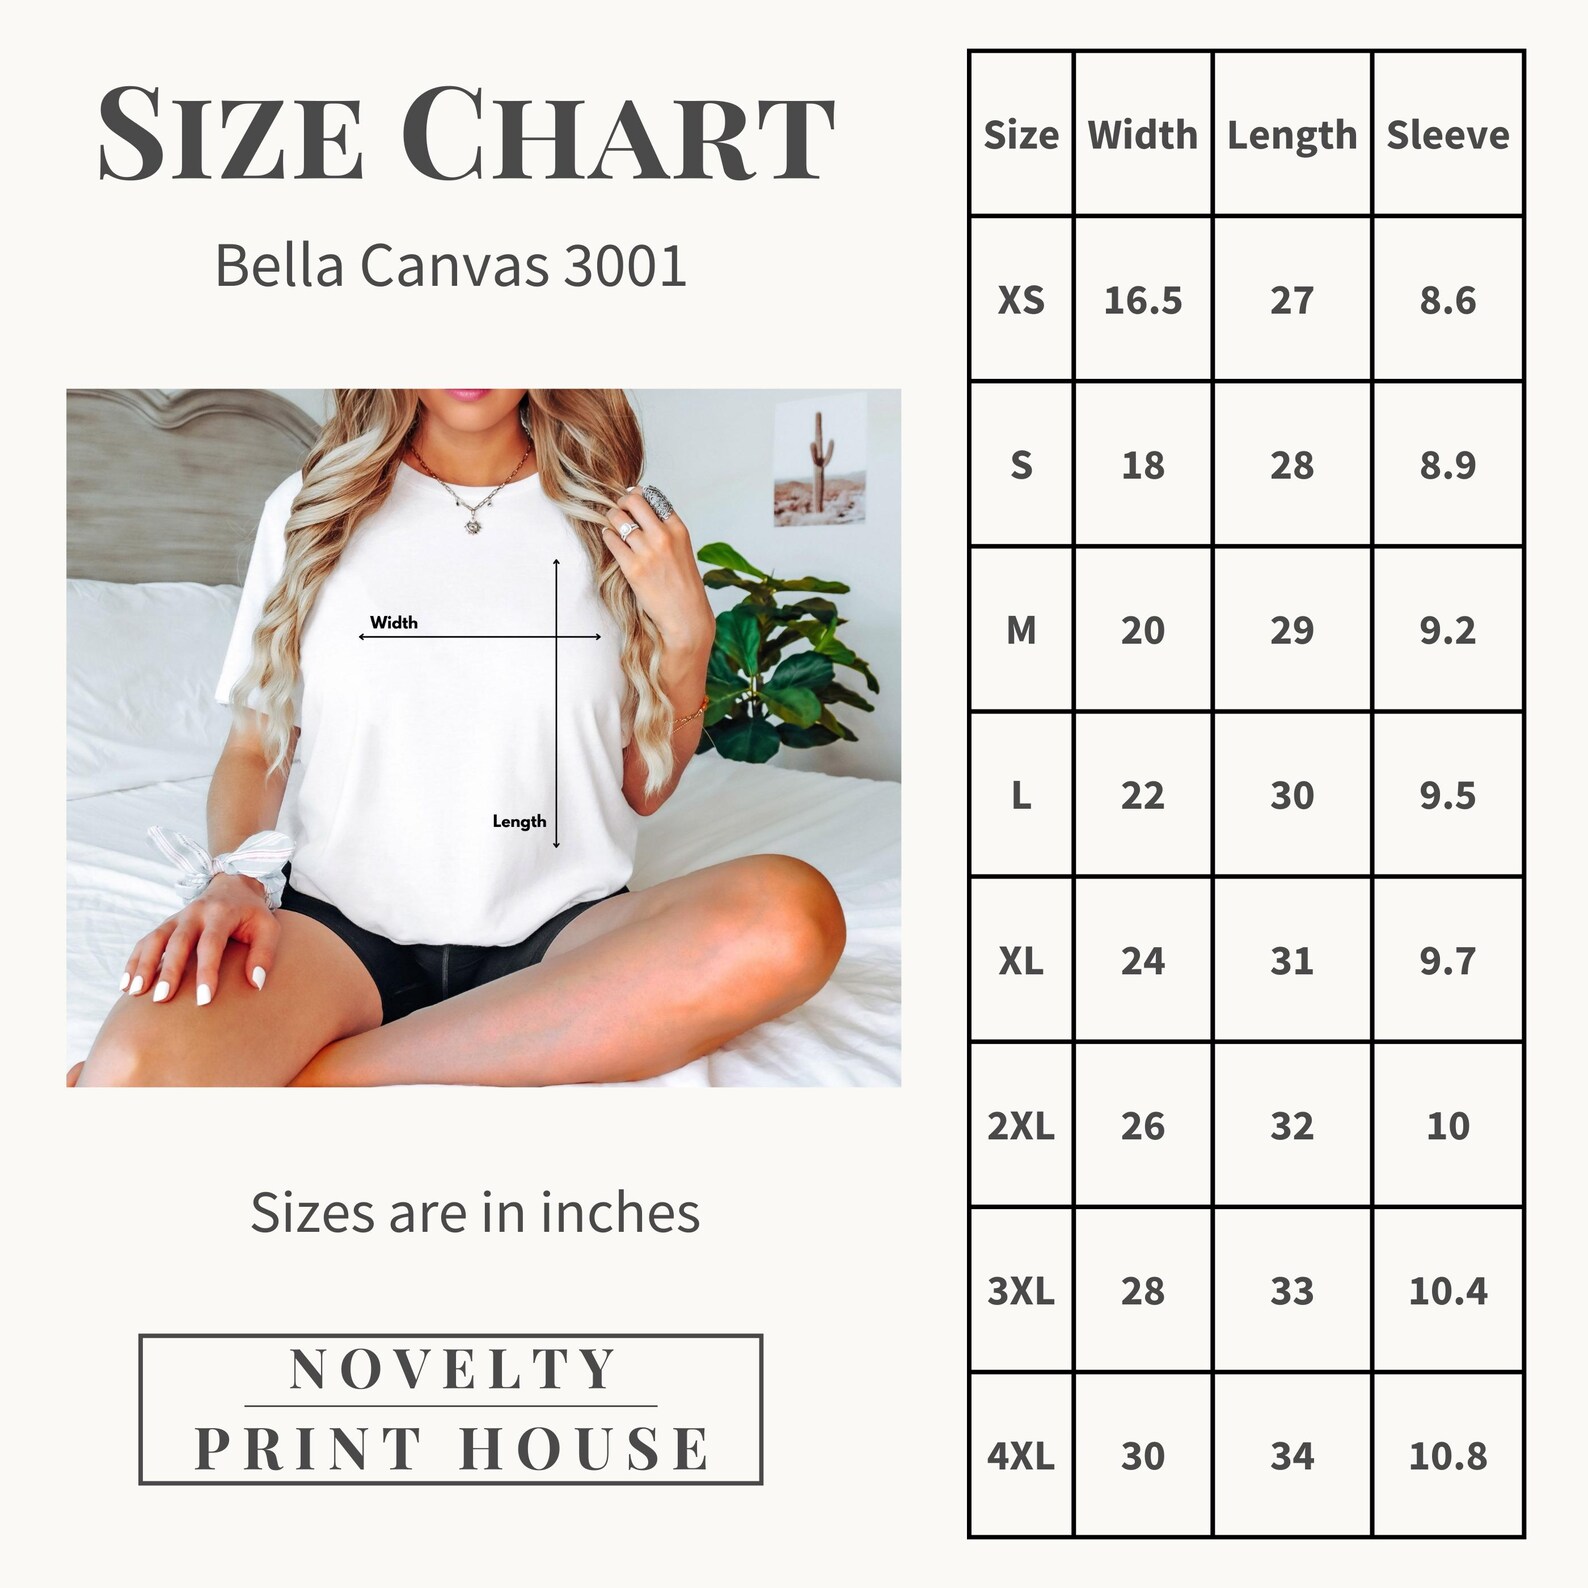 SIZE CHART
Bella Canvas 3001
Width
Length
Sizes are in inches
NOVELTY
PRINT HOUSE
Size Width Length Sleeve
XS 16.5 27 8.6
S 18 28 8.9
M 20 29 9.2
L 22 30 9.5
XL 24 31 9.7
2XL 26 32 10
3XL 28 33 10.4
4XL 30 34 10.8